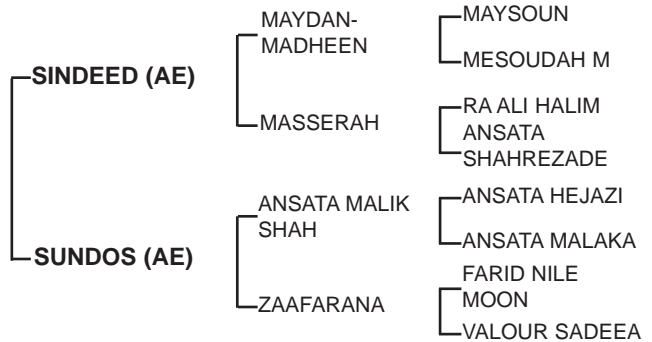 MAYSOUN
MAYDAN-
MADHEEN
MESOUDAH M
SINDEED (AE)
RA ALI HALIM
MASSERAH
ANSATA
SHAHREZADE
ANSATA MALIK
SHAH
ANSATA HEJAZI
ANSATA MALAKA
SUNDOS (AE)
FARID NILE
MOON
ZAAFARANA
VALOUR SADEEA